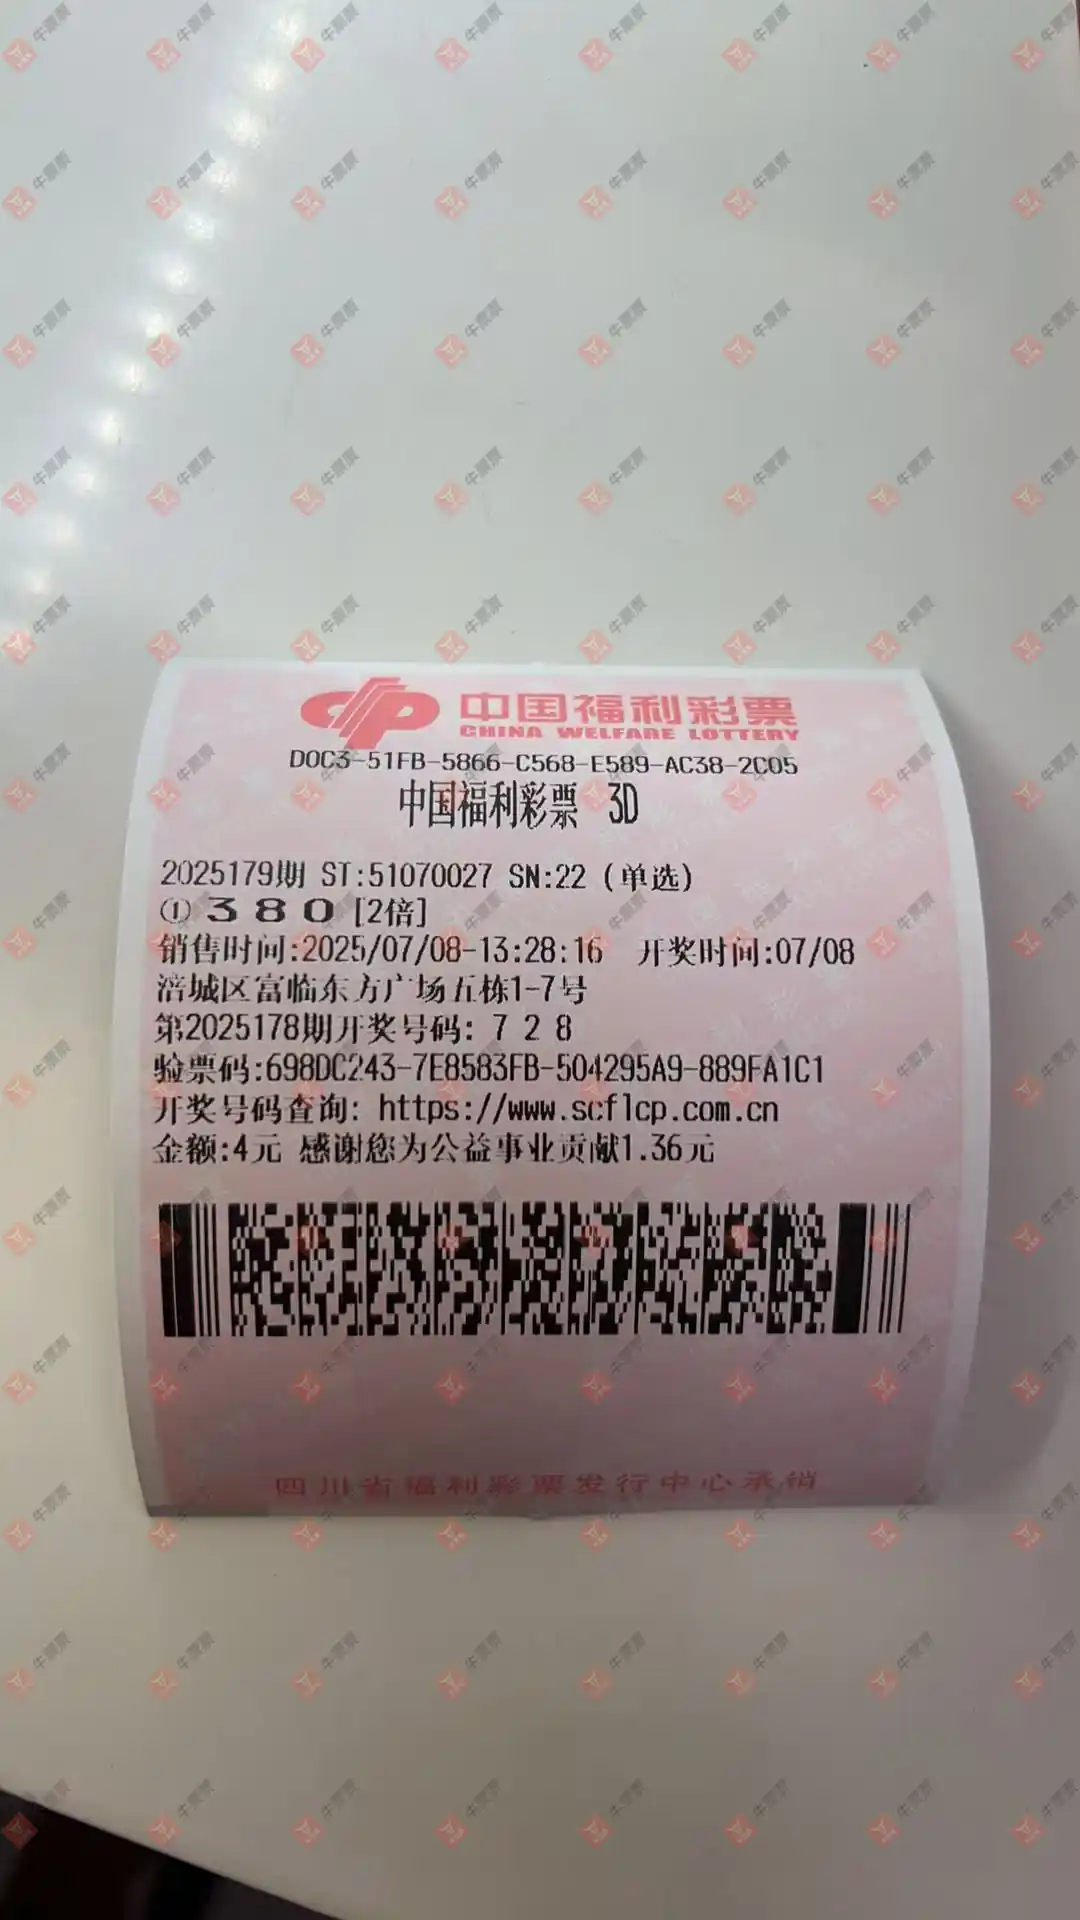 中国福利彩票
CHINA WELFARE LOTTERY
D0C3-51FB-5866-C568-E589-AC38-2C05
中国福利彩票 3D
2025179期 ST:51070027 SN:22 (单选)
① 3 8 0 [2倍]
销售时间:2025/07/08-13:28:16 开奖时间:07/08
涪城区富临东方广场五栋1-7号
第2025178期开奖号码: 7 2 8
验票码:698DC243-7E8583FB-504295A9-889FA1C1
开奖号码查询: https://www.scflcp.com.cn
金额:4元 感谢您为公益事业贡献1.36元
四川省福利彩票发行中心承销
牛票票